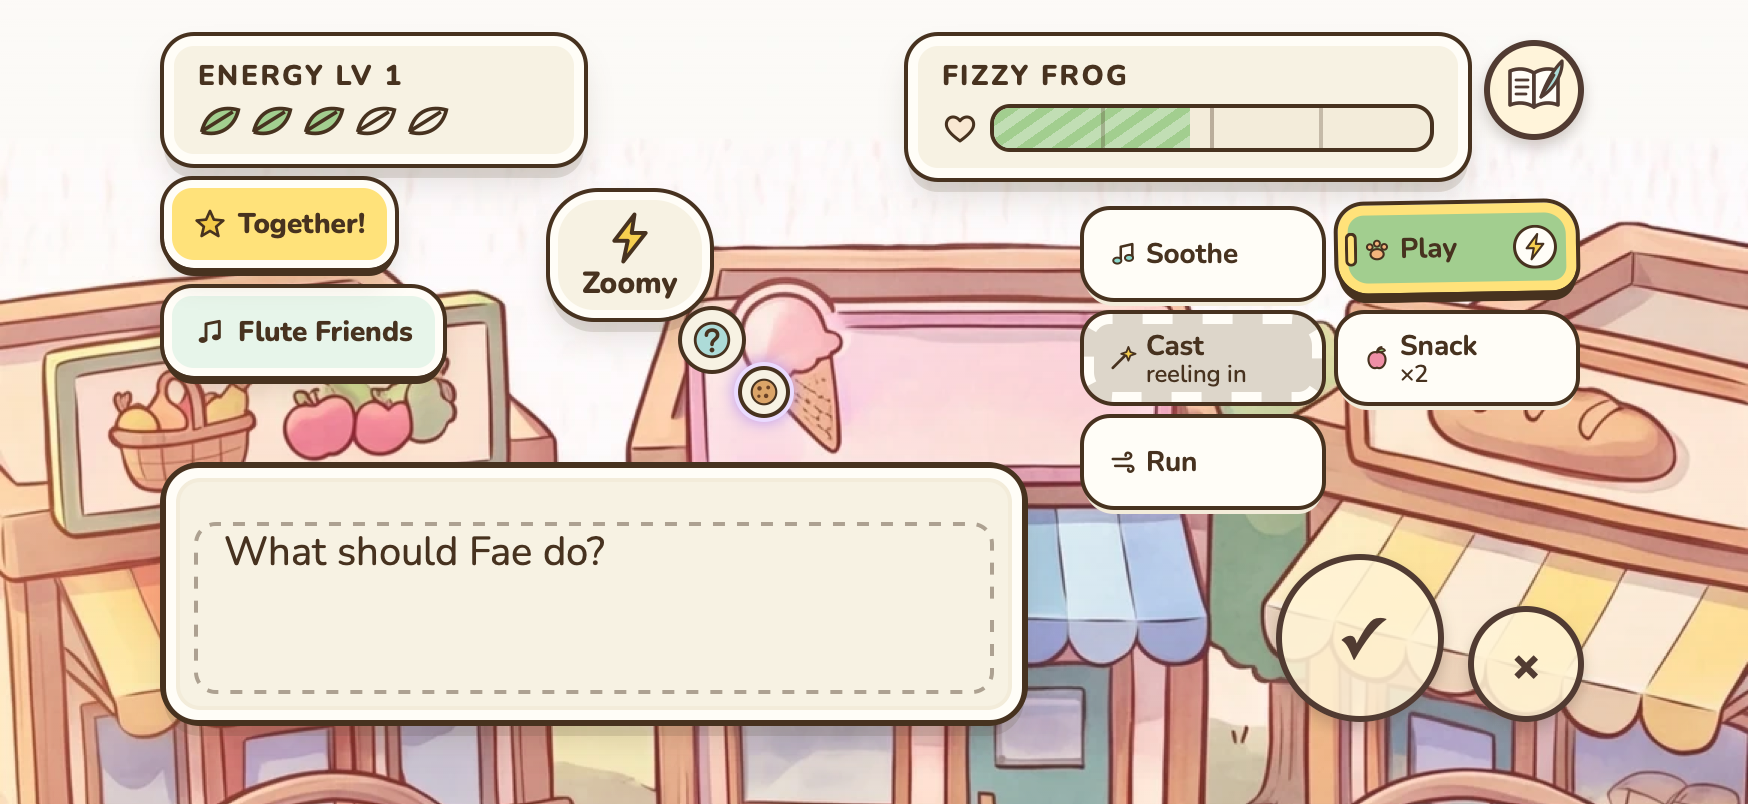 ENERGY LV 1
FIZZY FROG
Together!
Flute Friends
Zoomy
?
Soothe
Play
Cast
reeling in
Snack
×2
Run
What should Fae do?